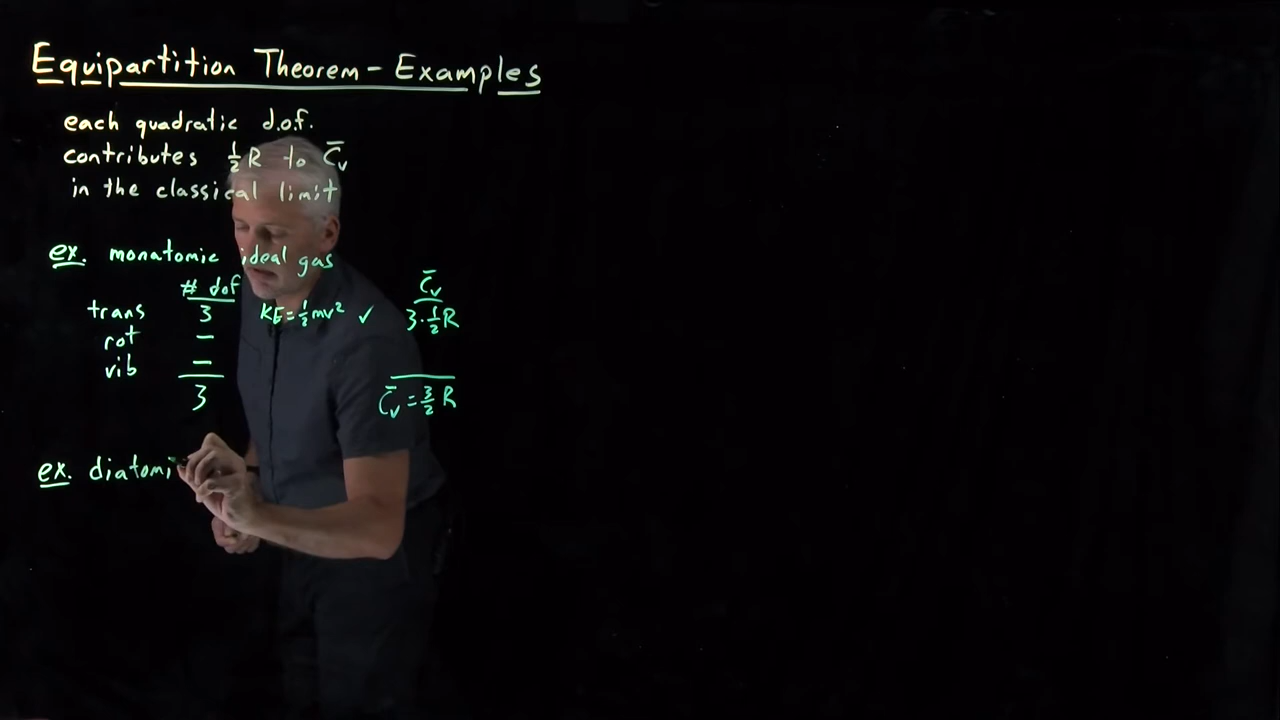 Equipartition Theorem - Examples
each quadratic d.o.f.
contributes ½R to C̄ᵥ
in the classical limit
ex. monatomic ideal gas
# dof C̄ᵥ
trans 3 KE=½mv² ✓ 3·½R
rot –
vib –
3 C̄ᵥ = 3/2 R
ex. diatomi